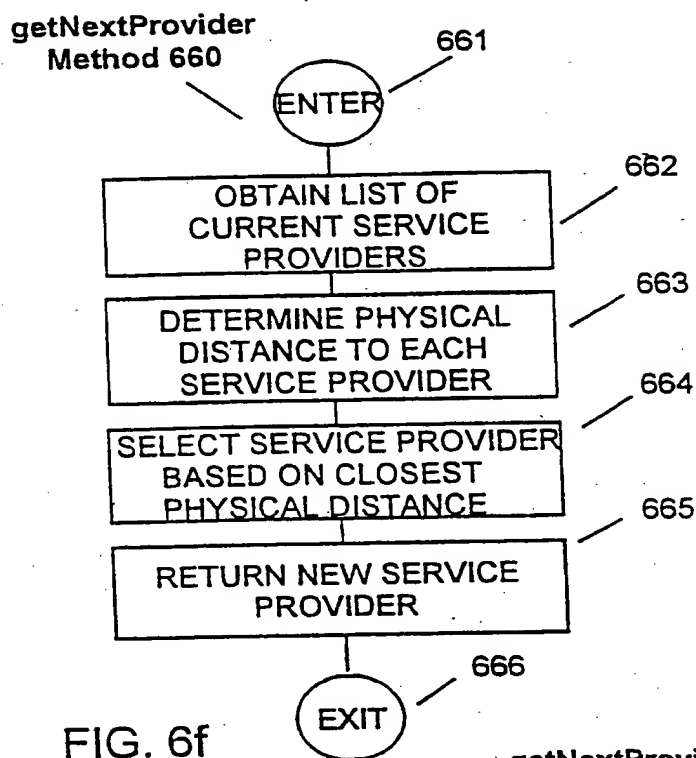 getNextProvider
Method 660
661
ENTER
662
OBTAIN LIST OF
CURRENT SERVICE
PROVIDERS
663
DETERMINE PHYSICAL
DISTANCE TO EACH
SERVICE PROVIDER
664
SELECT SERVICE PROVIDER
BASED ON CLOSEST
PHYSICAL DISTANCE
665
RETURN NEW SERVICE
PROVIDER
666
EXIT
FIG. 6f